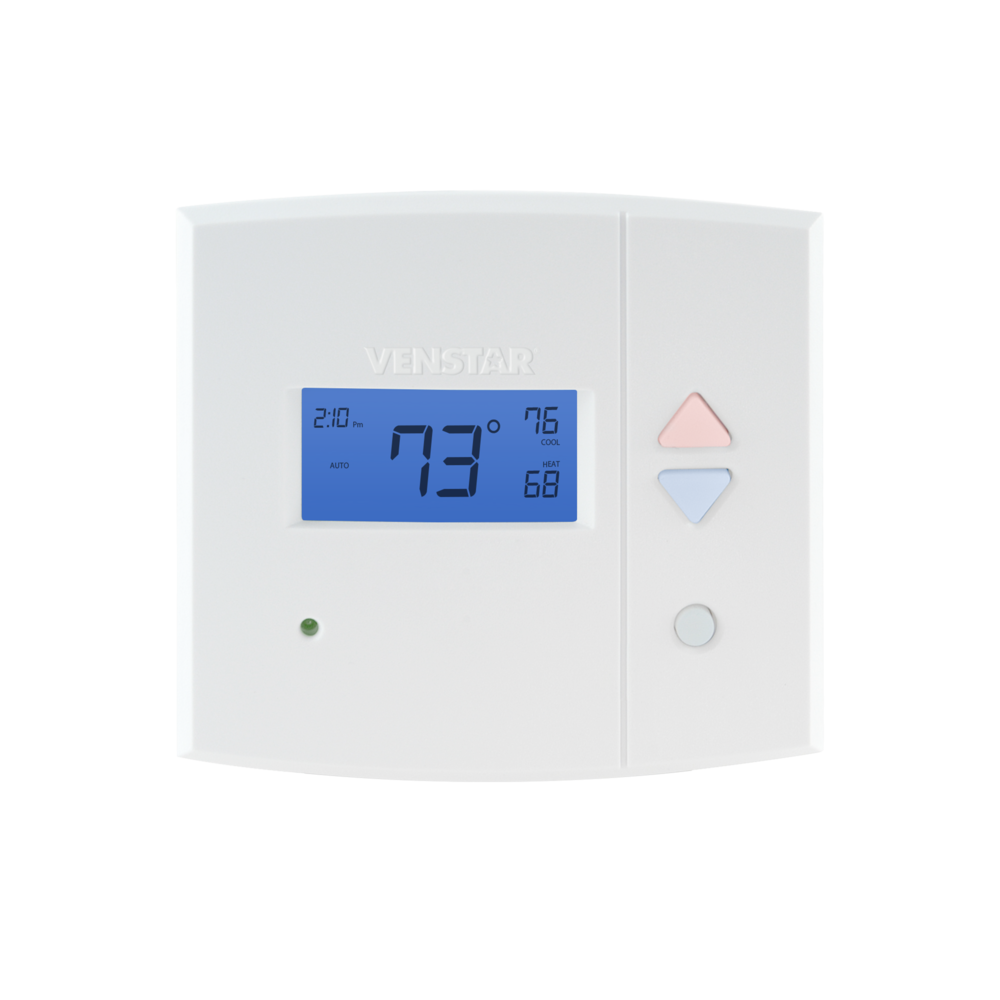 VENSTAR
2:10 Pm
73°
76
COOL
AUTO
HEAT
68